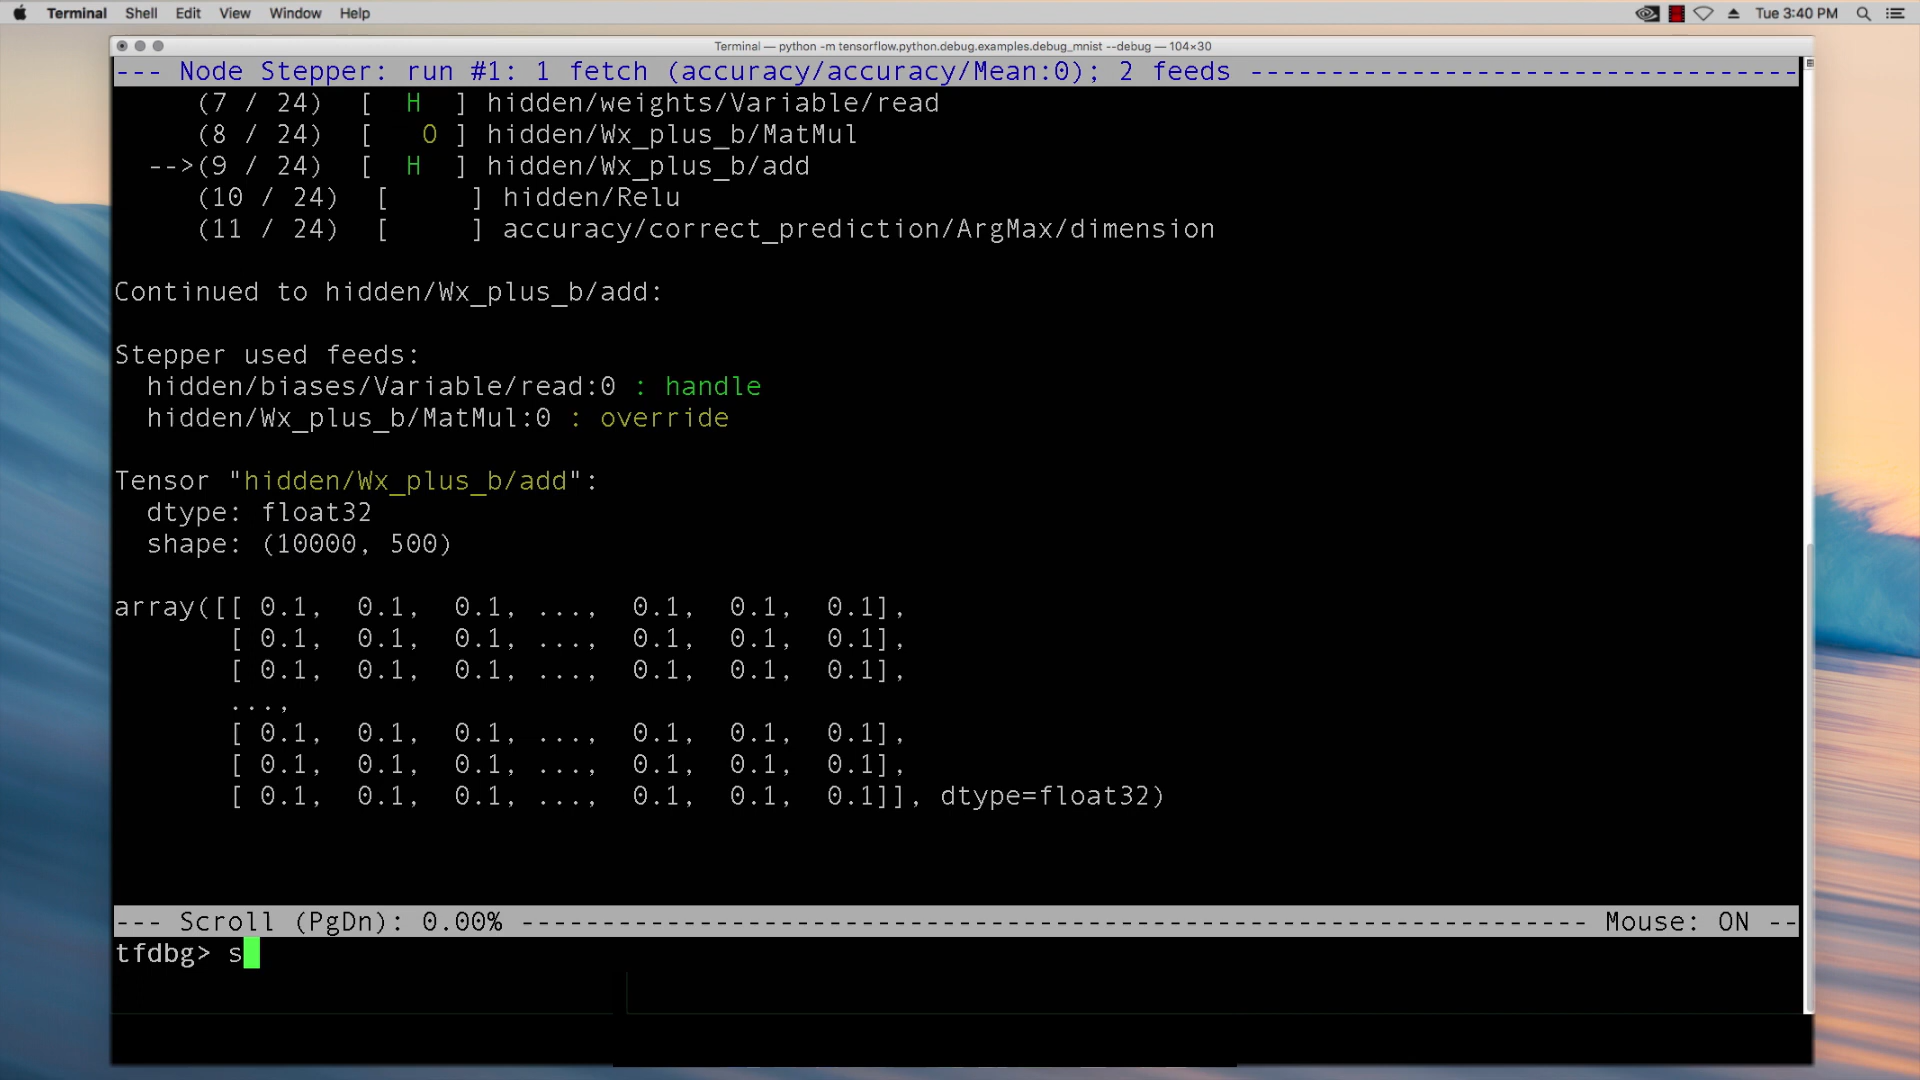 Terminal Shell Edit View Window Help Tue 3:40 PM
Terminal — python -m tensorflow.python.debug.examples.debug_mnist --debug — 104×30
--- Node Stepper: run #1: 1 fetch (accuracy/accuracy/Mean:0); 2 feeds ----------------------------------
(7 / 24) [ H ] hidden/weights/Variable/read
(8 / 24) [ O ] hidden/Wx_plus_b/MatMul
-->(9 / 24) [ H ] hidden/Wx_plus_b/add
(10 / 24) [ ] hidden/Relu
(11 / 24) [ ] accuracy/correct_prediction/ArgMax/dimension
Continued to hidden/Wx_plus_b/add:
Stepper used feeds:
hidden/biases/Variable/read:0 : handle
hidden/Wx_plus_b/MatMul:0 : override
Tensor "hidden/Wx_plus_b/add":
dtype: float32
shape: (10000, 500)
array([[ 0.1, 0.1, 0.1, ..., 0.1, 0.1, 0.1],
[ 0.1, 0.1, 0.1, ..., 0.1, 0.1, 0.1],
[ 0.1, 0.1, 0.1, ..., 0.1, 0.1, 0.1],
...,
[ 0.1, 0.1, 0.1, ..., 0.1, 0.1, 0.1],
[ 0.1, 0.1, 0.1, ..., 0.1, 0.1, 0.1],
[ 0.1, 0.1, 0.1, ..., 0.1, 0.1, 0.1]], dtype=float32)
--- Scroll (PgDn): 0.00% ------------------------------------------------------------------ Mouse: ON --
tfdbg> s